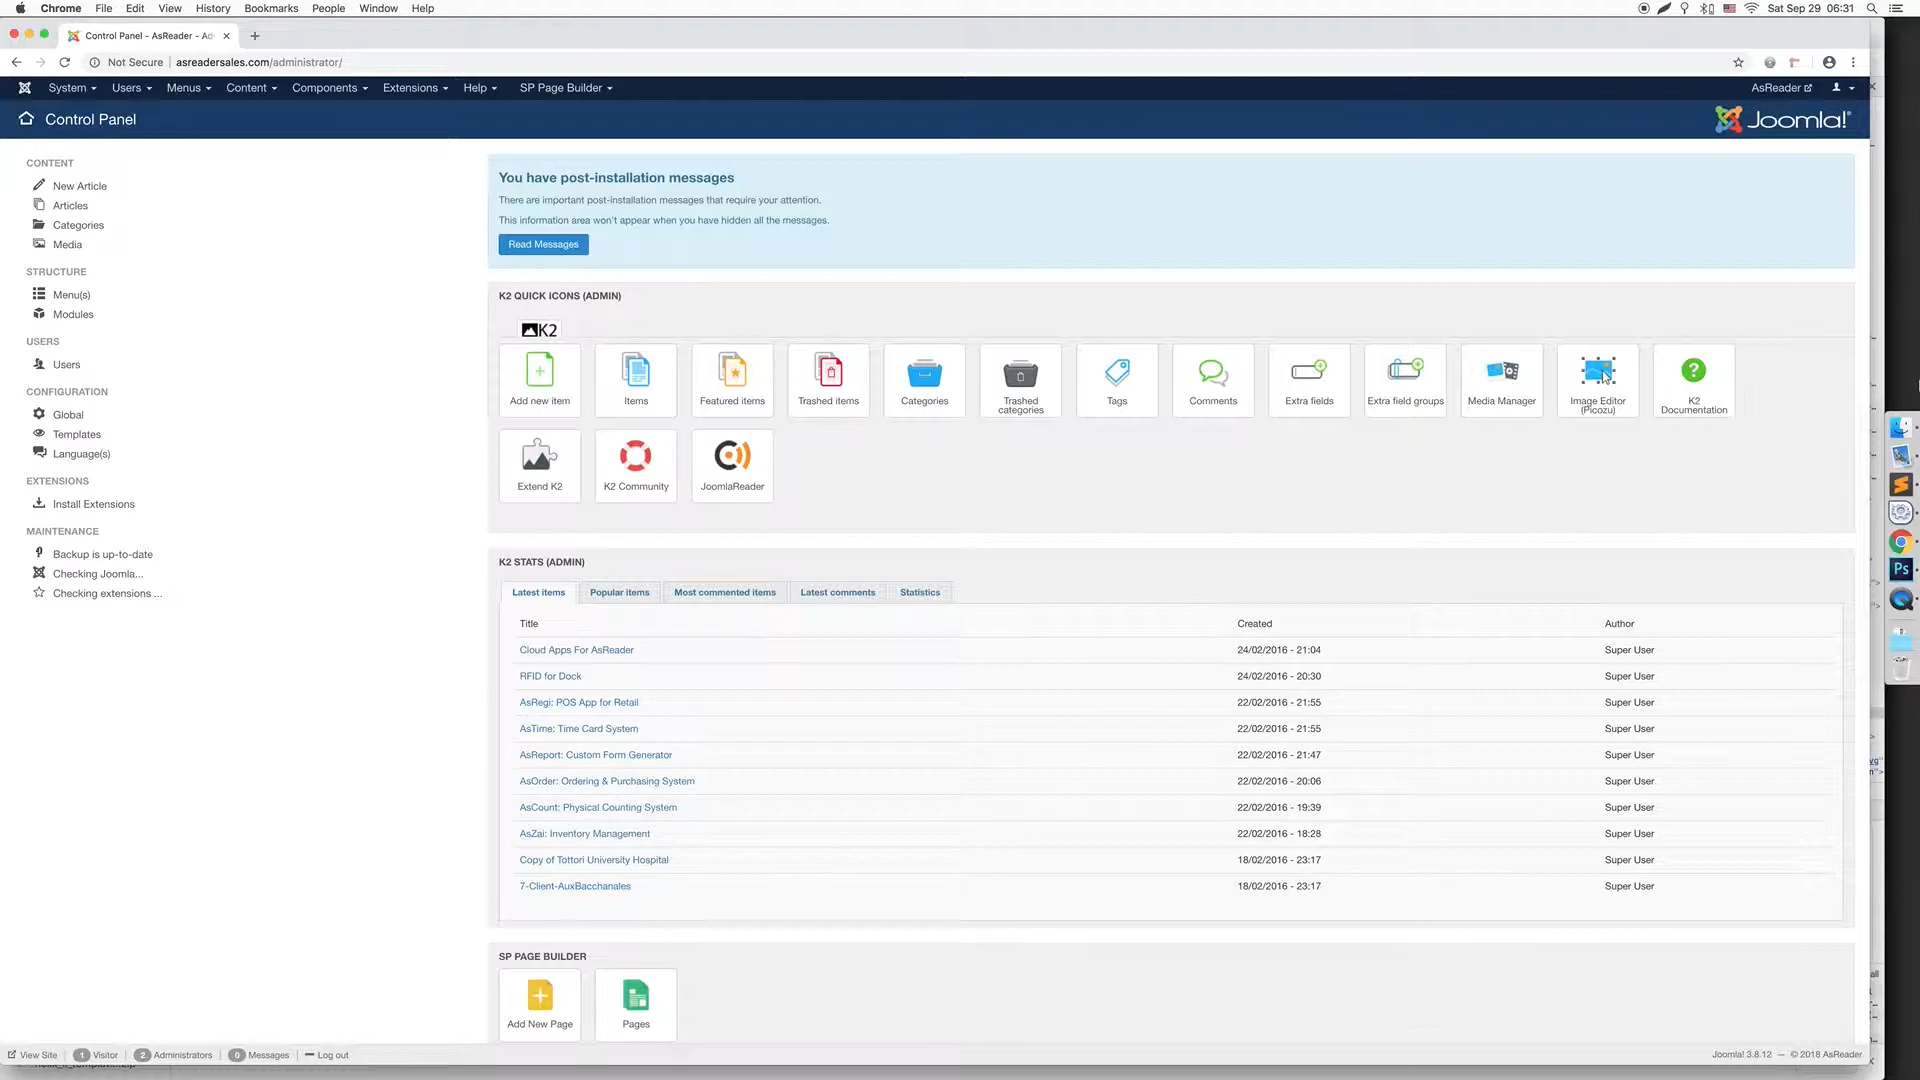 Chrome File Edit View History Bookmarks People Window Help Sat Sep 29 06:31
Control Panel - AsReader - Ad
Not Secure | asreadersales.com/administrator/
System Users Menus Content Components Extensions Help SP Page Builder AsReader
Control Panel Joomla!
CONTENT
New Article
Articles
Categories
Media
STRUCTURE
Menu(s)
Modules
USERS
Users
CONFIGURATION
Global
Templates
Language(s)
EXTENSIONS
Install Extensions
MAINTENANCE
Backup is up-to-date
Checking Joomla...
Checking extensions ...
You have post-installation messages
There are important post-installation messages that require your attention.
This information area won't appear when you have hidden all the messages.
Read Messages
K2 QUICK ICONS (ADMIN)
K2
Add new item
Items
Featured items
Trashed items
Categories
Trashed
categories
Tags
Comments
Extra fields
Extra field groups
Media Manager
Image Editor
(Picozu)
K2
Documentation
Extend K2
K2 Community
JoomlaReader
K2 STATS (ADMIN)
Latest items Popular items Most commented items Latest comments Statistics
Title Created Author
Cloud Apps For AsReader 24/02/2016 - 21:04 Super User
RFID for Dock 24/02/2016 - 20:30 Super User
AsRegi: POS App for Retail 22/02/2016 - 21:55 Super User
AsTime: Time Card System 22/02/2016 - 21:55 Super User
AsReport: Custom Form Generator 22/02/2016 - 21:47 Super User
AsOrder: Ordering & Purchasing System 22/02/2016 - 20:06 Super User
AsCount: Physical Counting System 22/02/2016 - 19:39 Super User
AsZai: Inventory Management 22/02/2016 - 18:28 Super User
Copy of Tottori University Hospital 18/02/2016 - 23:17 Super User
7-Client-AuxBacchanales 18/02/2016 - 23:17 Super User
SP PAGE BUILDER
Add New Page
Pages
View Site 1 Visitor 2 Administrators 0 Messages Log out Joomla! 3.8.12 — © 2018 AsReader
Ps